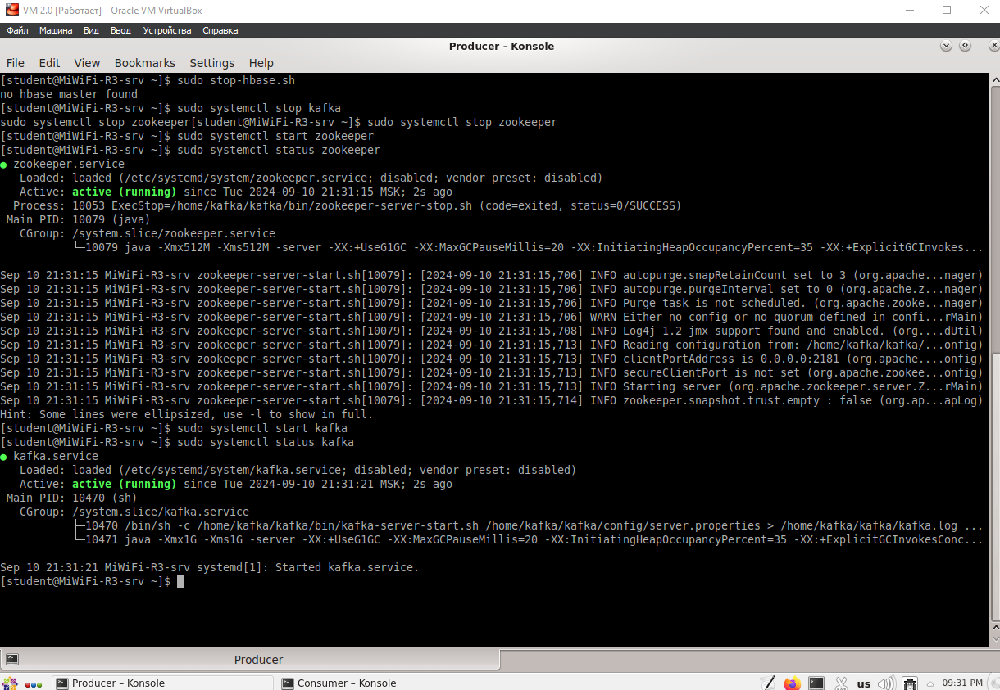 VM 2.0 [Работает] - Oracle VM VirtualBox
Файл Машина Вид Ввод Устройства Справка
Producer – Konsole
File Edit View Bookmarks Settings Help
[student@MiWiFi-R3-srv ~]$ sudo stop-hbase.sh
no hbase master found
[student@MiWiFi-R3-srv ~]$ sudo systemctl stop kafka
sudo systemctl stop zookeeper[student@MiWiFi-R3-srv ~]$ sudo systemctl stop zookeeper
[student@MiWiFi-R3-srv ~]$ sudo systemctl start zookeeper
[student@MiWiFi-R3-srv ~]$ sudo systemctl status zookeeper
● zookeeper.service
Loaded: loaded (/etc/systemd/system/zookeeper.service; disabled; vendor preset: disabled)
Active: active (running) since Tue 2024-09-10 21:31:15 MSK; 2s ago
Process: 10053 ExecStop=/home/kafka/kafka/bin/zookeeper-server-stop.sh (code=exited, status=0/SUCCESS)
Main PID: 10079 (java)
CGroup: /system.slice/zookeeper.service
└─10079 java -Xmx512M -Xms512M -server -XX:+UseG1GC -XX:MaxGCPauseMillis=20 -XX:InitiatingHeapOccupancyPercent=35 -XX:+ExplicitGCInvokes...
Sep 10 21:31:15 MiWiFi-R3-srv zookeeper-server-start.sh[10079]: [2024-09-10 21:31:15,706] INFO autopurge.snapRetainCount set to 3 (org.apache...nager)
Sep 10 21:31:15 MiWiFi-R3-srv zookeeper-server-start.sh[10079]: [2024-09-10 21:31:15,706] INFO autopurge.purgeInterval set to 0 (org.apache.z...nager)
Sep 10 21:31:15 MiWiFi-R3-srv zookeeper-server-start.sh[10079]: [2024-09-10 21:31:15,706] INFO Purge task is not scheduled. (org.apache.zooke...nager)
Sep 10 21:31:15 MiWiFi-R3-srv zookeeper-server-start.sh[10079]: [2024-09-10 21:31:15,706] WARN Either no config or no quorum defined in confi...rMain)
Sep 10 21:31:15 MiWiFi-R3-srv zookeeper-server-start.sh[10079]: [2024-09-10 21:31:15,708] INFO Log4j 1.2 jmx support found and enabled. (org....dUtil)
Sep 10 21:31:15 MiWiFi-R3-srv zookeeper-server-start.sh[10079]: [2024-09-10 21:31:15,713] INFO Reading configuration from: /home/kafka/kafka/...onfig)
Sep 10 21:31:15 MiWiFi-R3-srv zookeeper-server-start.sh[10079]: [2024-09-10 21:31:15,713] INFO clientPortAddress is 0.0.0.0:2181 (org.apache....onfig)
Sep 10 21:31:15 MiWiFi-R3-srv zookeeper-server-start.sh[10079]: [2024-09-10 21:31:15,713] INFO secureClientPort is not set (org.apache.zookee...onfig)
Sep 10 21:31:15 MiWiFi-R3-srv zookeeper-server-start.sh[10079]: [2024-09-10 21:31:15,713] INFO Starting server (org.apache.zookeeper.server.Z...rMain)
Sep 10 21:31:15 MiWiFi-R3-srv zookeeper-server-start.sh[10079]: [2024-09-10 21:31:15,714] INFO zookeeper.snapshot.trust.empty : false (org.ap...apLog)
Hint: Some lines were ellipsized, use -l to show in full.
[student@MiWiFi-R3-srv ~]$ sudo systemctl start kafka
[student@MiWiFi-R3-srv ~]$ sudo systemctl status kafka
● kafka.service
Loaded: loaded (/etc/systemd/system/kafka.service; disabled; vendor preset: disabled)
Active: active (running) since Tue 2024-09-10 21:31:21 MSK; 2s ago
Main PID: 10470 (sh)
CGroup: /system.slice/kafka.service
├─10470 /bin/sh -c /home/kafka/kafka/bin/kafka-server-start.sh /home/kafka/kafka/config/server.properties > /home/kafka/kafka/kafka.log ...
└─10471 java -Xmx1G -Xms1G -server -XX:+UseG1GC -XX:MaxGCPauseMillis=20 -XX:InitiatingHeapOccupancyPercent=35 -XX:+ExplicitGCInvokesConc...
Sep 10 21:31:21 MiWiFi-R3-srv systemd[1]: Started kafka.service.
[student@MiWiFi-R3-srv ~]$
Producer
Producer – Konsole Consumer – Konsole us 09:31 PM